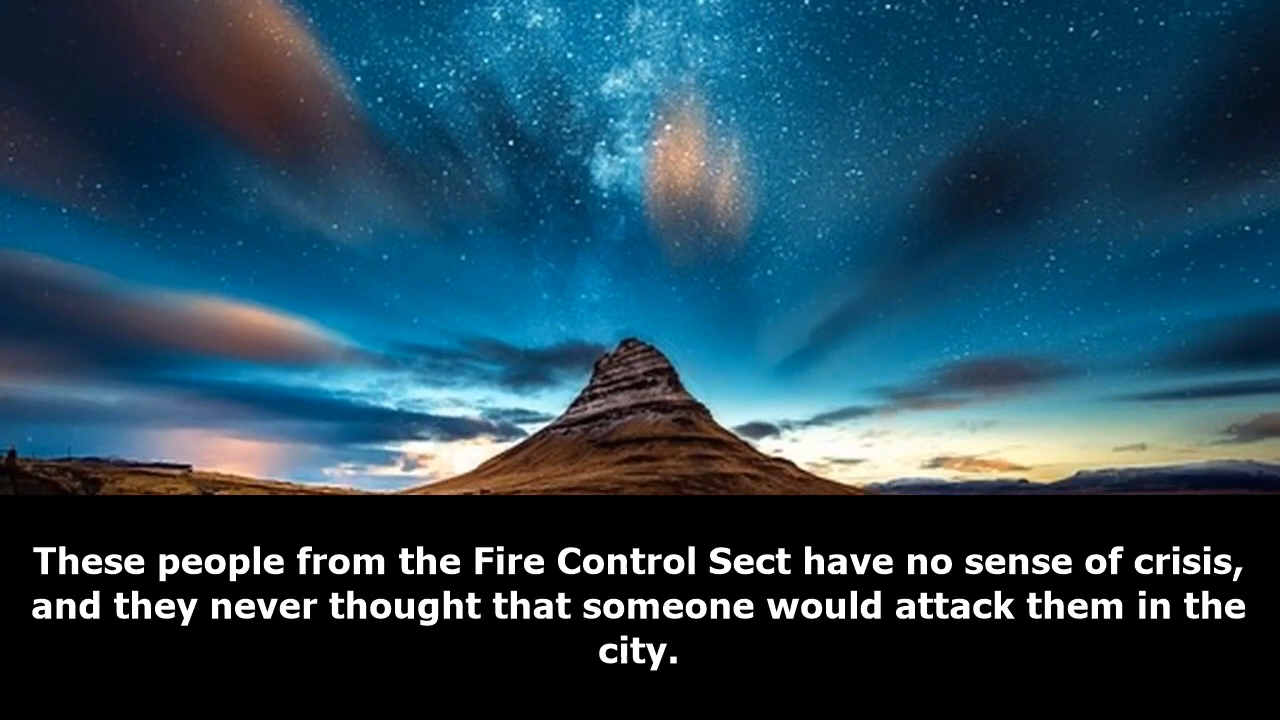 These people from the Fire Control Sect have no sense of crisis,
and they never thought that someone would attack them in the
city.